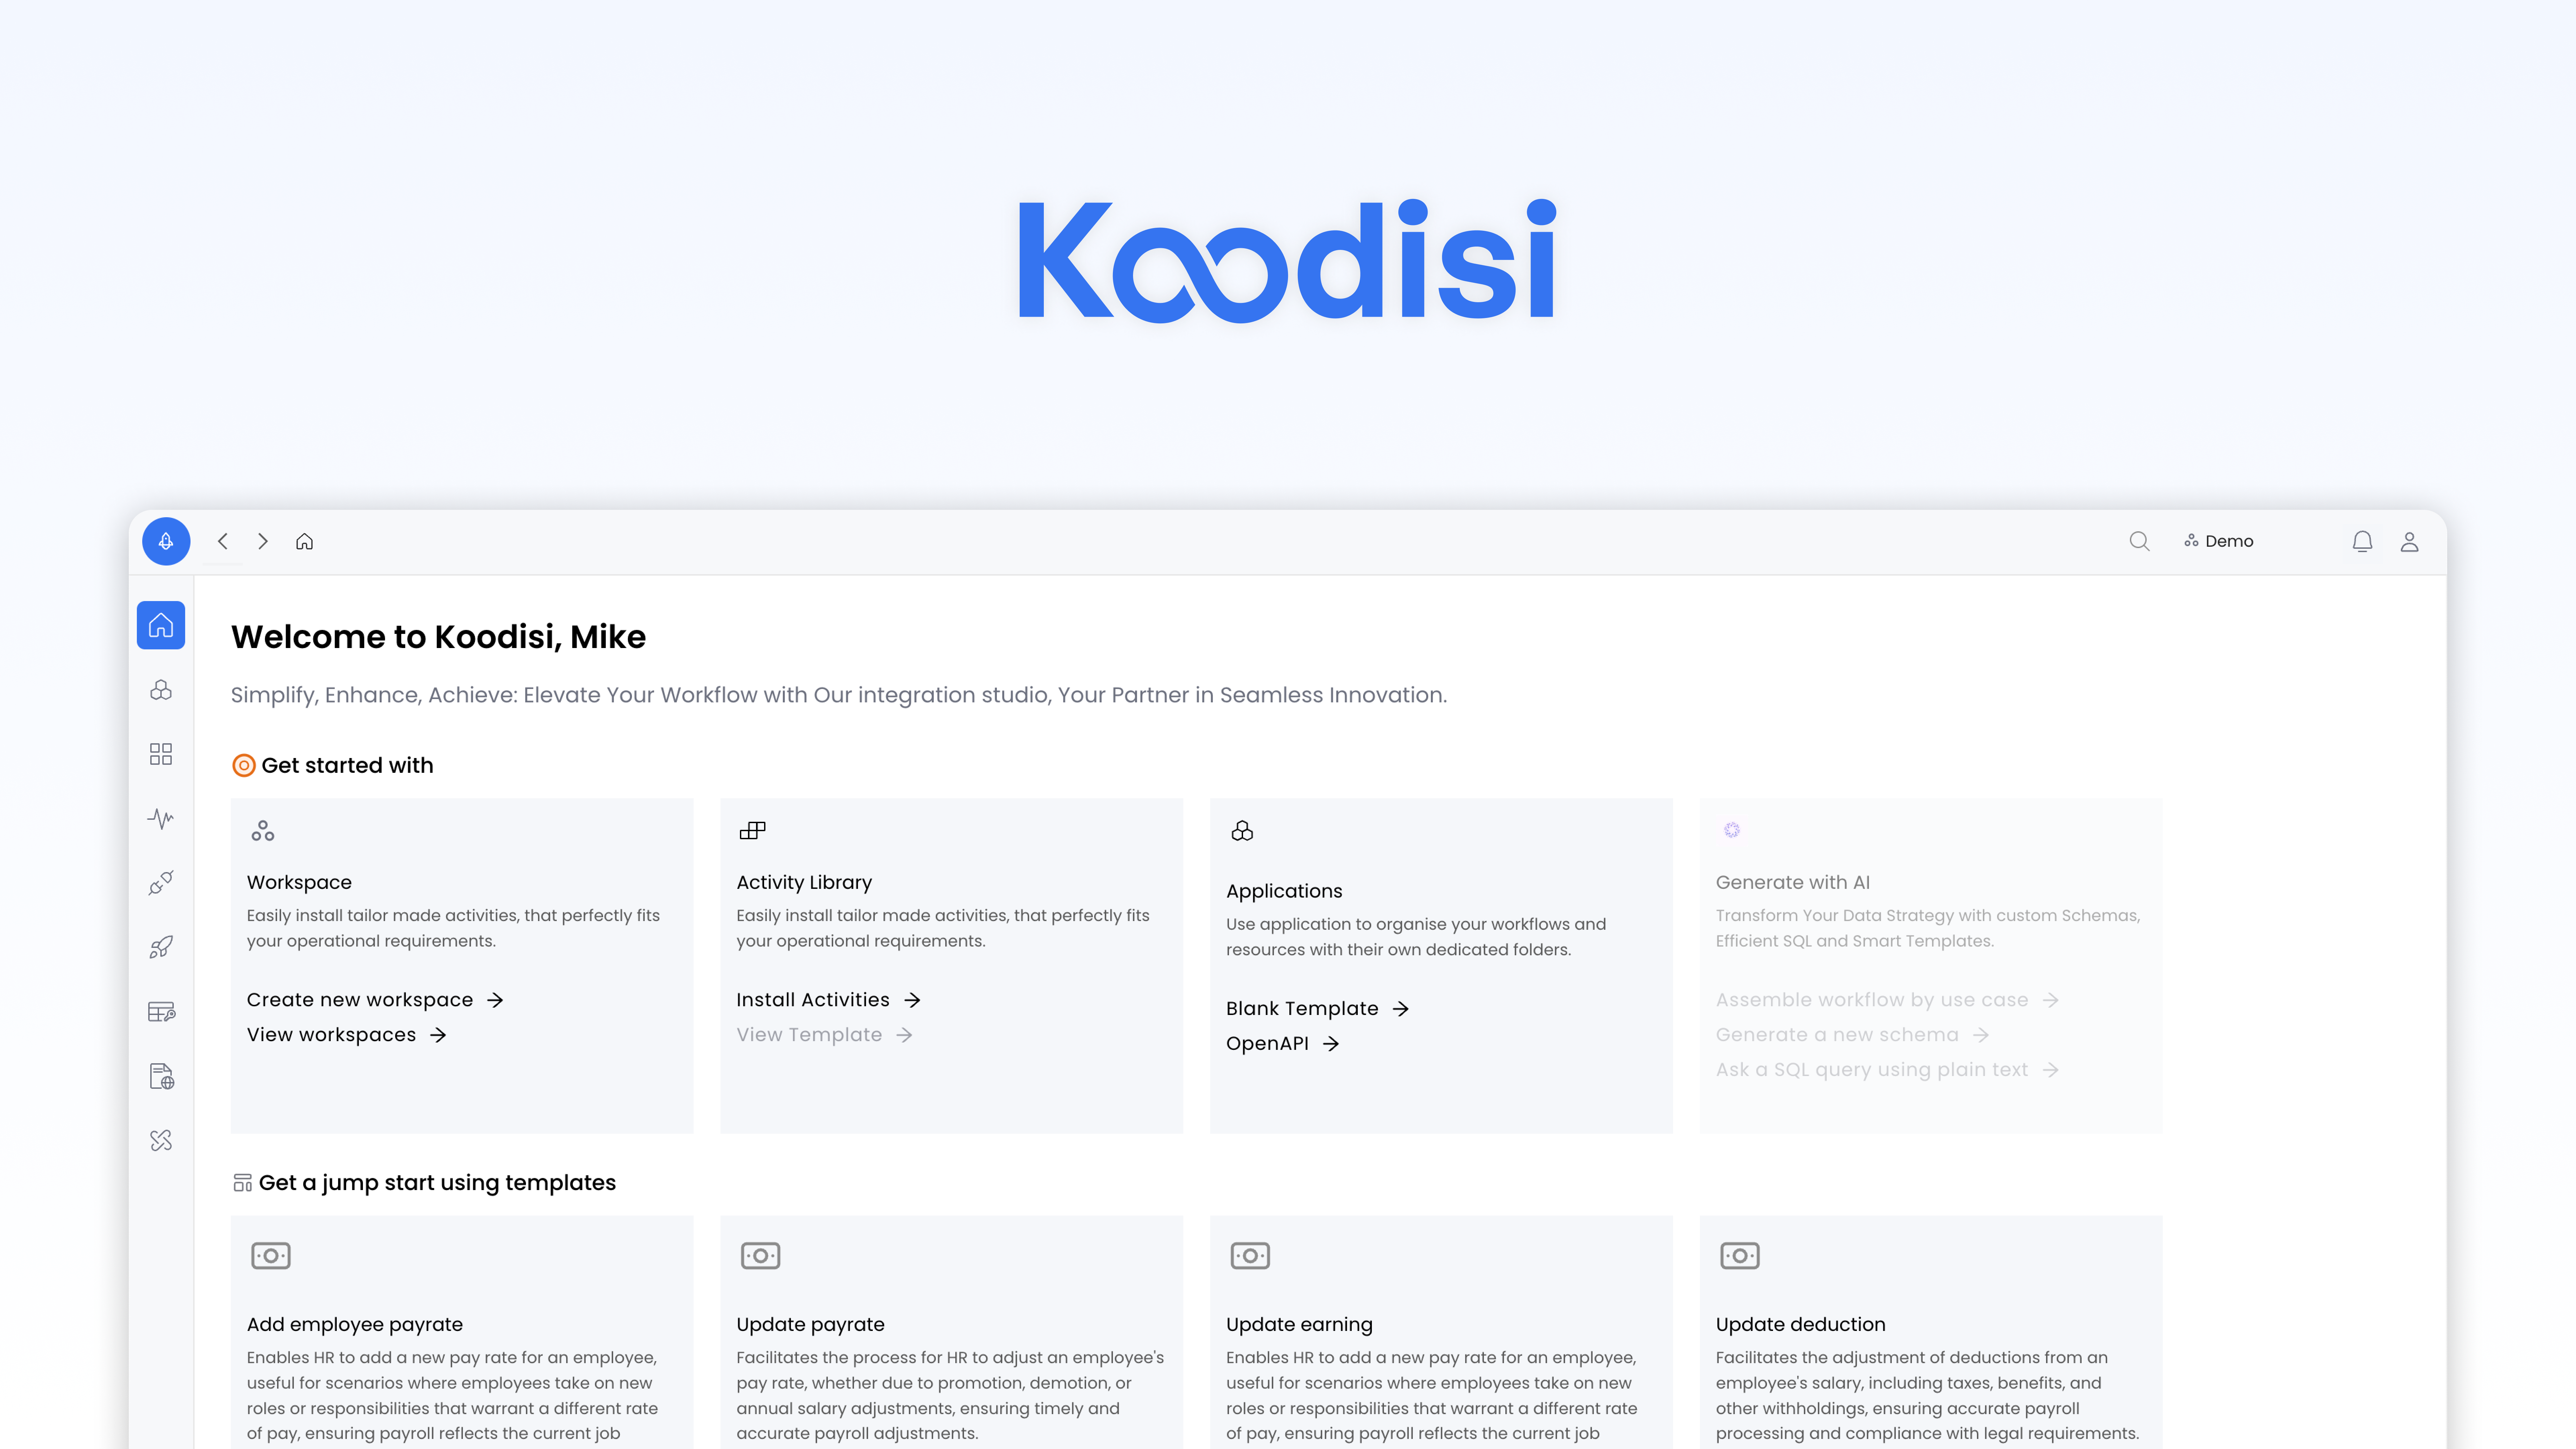 Koodisi
Demo
Welcome to Koodisi, Mike
Simplify, Enhance, Achieve: Elevate Your Workflow with Our integration studio, Your Partner in Seamless Innovation.
Get started with
Workspace
Easily install tailor made activities, that perfectly fits
your operational requirements.
Create new workspace
View workspaces
Activity Library
Easily install tailor made activities, that perfectly fits
your operational requirements.
Install Activities
View Template
Applications
Use application to organise your workflows and
resources with their own dedicated folders.
Blank Template
OpenAPI
Generate with AI
Transform Your Data Strategy with custom Schemas,
Efficient SQL and Smart Templates.
Assemble workflow by use case
Generate a new schema
Ask a SQL query using plain text
Get a jump start using templates
Add employee payrate
Enables HR to add a new pay rate for an employee,
useful for scenarios where employees take on new
roles or responsibilities that warrant a different rate
of pay, ensuring payroll reflects the current job
Update payrate
Facilitates the process for HR to adjust an employee's
pay rate, whether due to promotion, demotion, or
annual salary adjustments, ensuring timely and
accurate payroll adjustments.
Update earning
Enables HR to add a new pay rate for an employee,
useful for scenarios where employees take on new
roles or responsibilities that warrant a different rate
of pay, ensuring payroll reflects the current job
Update deduction
Facilitates the adjustment of deductions from an
employee's salary, including taxes, benefits, and
other withholdings, ensuring accurate payroll
processing and compliance with legal requirements.